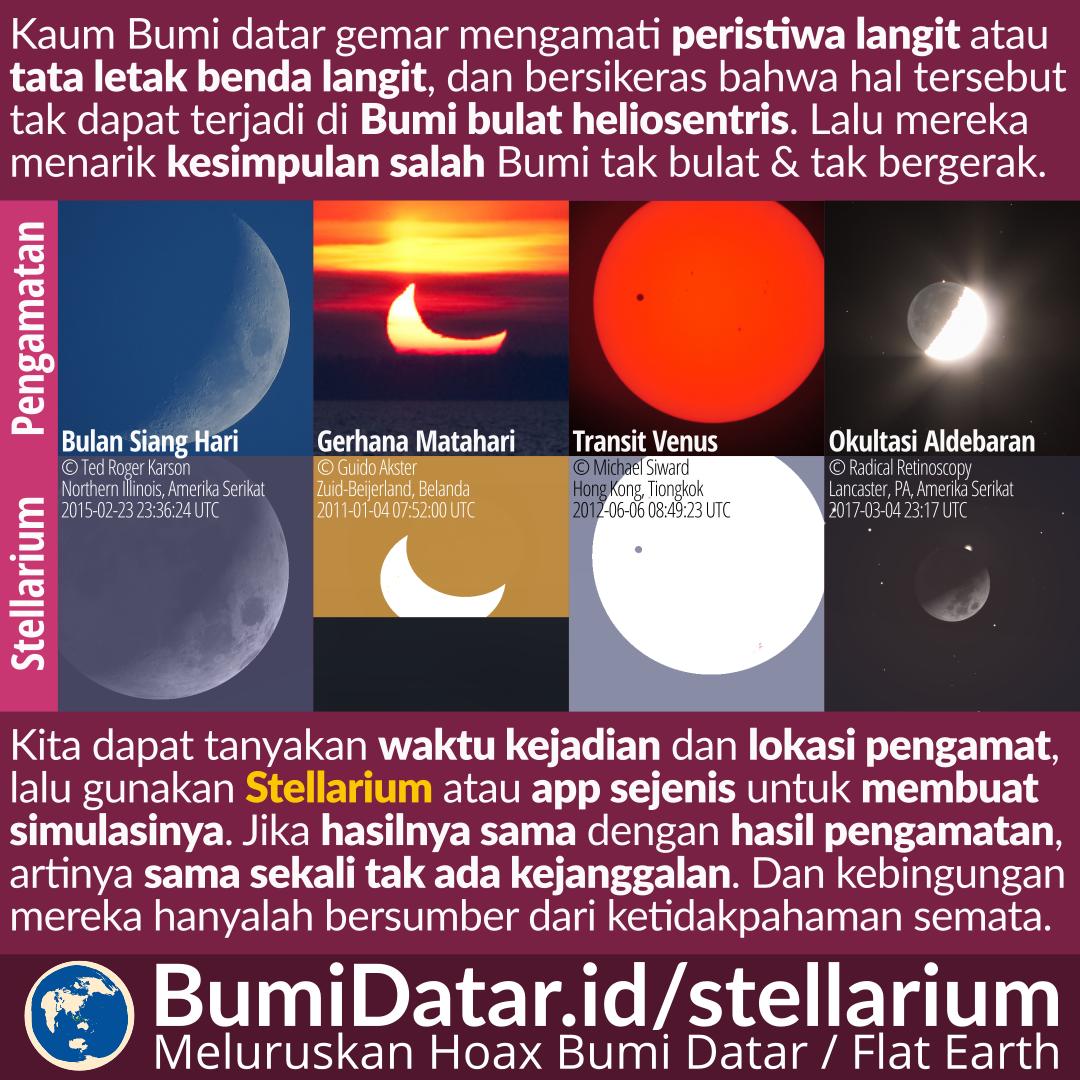 Kaum Bumi datar gemar mengamati peristiwa langit atau
tata letak benda langit, dan bersikeras bahwa hal tersebut
tak dapat terjadi di Bumi bulat heliosentris. Lalu mereka
menarik kesimpulan salah Bumi tak bulat & tak bergerak.
Pengamatan
Bulan Siang Hari
Gerhana Matahari
Transit Venus
Okultasi Aldebaran
Stellarium
© Ted Roger Karson
Northern Illinois, Amerika Serikat
2015-02-23 23:36:24 UTC
© Guido Akster
Zuid-Beijerland, Belanda
2011-01-04 07:52:00 UTC
© Michael Siward
Hong Kong, Tiongkok
2012-06-06 08:49:23 UTC
© Radical Retinoscopy
Lancaster, PA, Amerika Serikat
2017-03-04 23:17 UTC
Kita dapat tanyakan waktu kejadian dan lokasi pengamat,
lalu gunakan Stellarium atau app sejenis untuk membuat
simulasinya. Jika hasilnya sama dengan hasil pengamatan,
artinya sama sekali tak ada kejanggalan. Dan kebingungan
mereka hanyalah bersumber dari ketidakpahaman semata.
BumiDatar.id/stellarium
Meluruskan Hoax Bumi Datar / Flat Earth